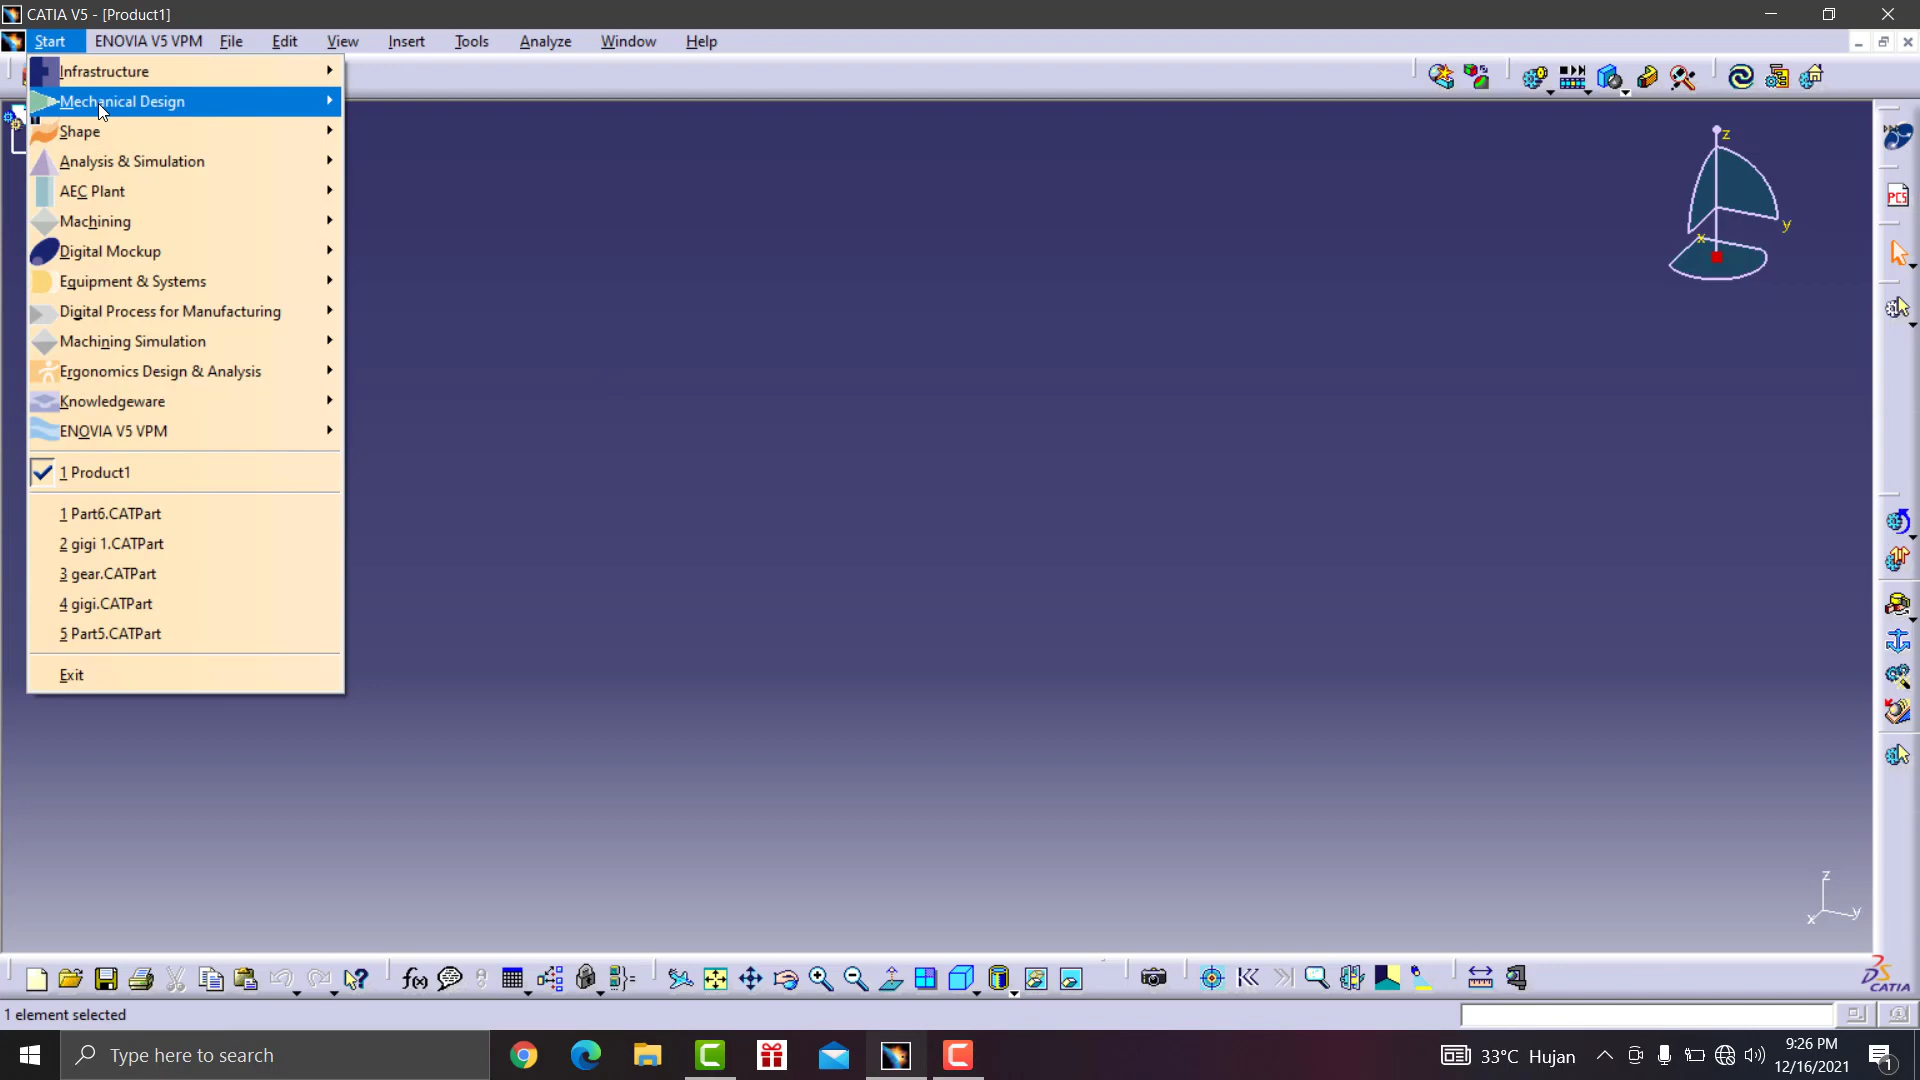 CATIA V5 - [Product1]
Start ENOVIA V5 VPM File Edit View Insert Tools Analyze Window Help
Infrastructure
Mechanical Design
Shape
Analysis & Simulation
AEC Plant
Machining
Digital Mockup
Equipment & Systems
Digital Process for Manufacturing
Machining Simulation
Ergonomics Design & Analysis
Knowledgeware
ENOVIA V5 VPM
1 Product1
1 Part6.CATPart
2 gigi 1.CATPart
3 gear.CATPart
4 gigi.CATPart
5 Part5.CATPart
Exit
z
y
x
PCS
z
x y
f(x)
CATIA
1 element selected
Type here to search
33°C Hujan
9:26 PM
12/16/2021
1